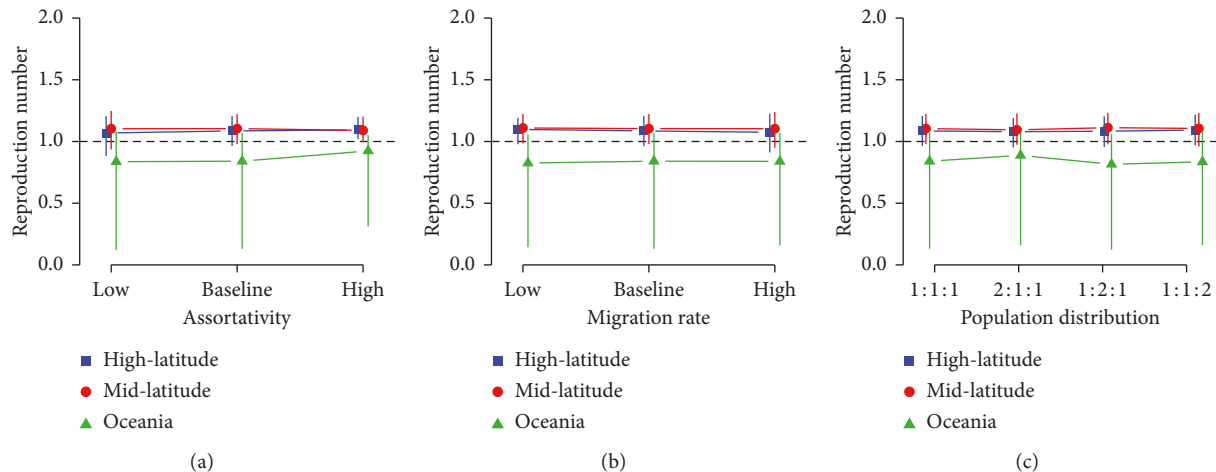 2.0
1.5
1.0
0.5
0.0
Reproduction number
Low
Baseline
High
Assortativity
High-latitude
Mid-latitude
Oceania
(a)
2.0
1.5
1.0
0.5
0.0
Reproduction number
Low
Baseline
High
Migration rate
High-latitude
Mid-latitude
Oceania
(b)
2.0
1.5
1.0
0.5
0.0
Reproduction number
1:1:1
2:1:1
1:2:1
1:1:2
Population distribution
High-latitude
Mid-latitude
Oceania
(c)